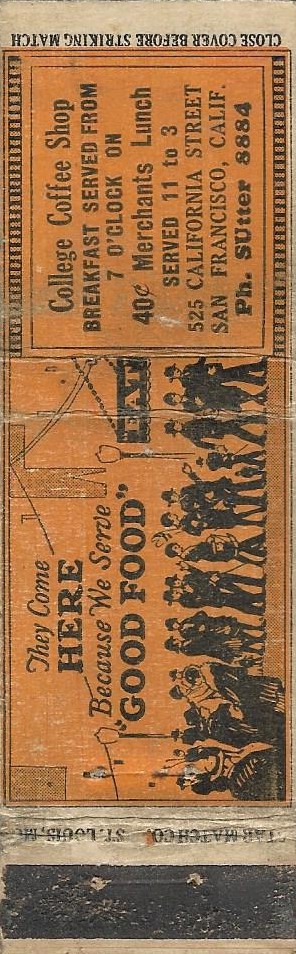 CLOSE COVER BEFORE STRIKING MATCH
College Coffee Shop
BREAKFAST SERVED FROM
7 O'CLOCK ON
40¢ Merchants Lunch
SERVED 11 to 3
525 CALIFORNIA STREET
SAN FRANCISCO, CALIF.
Ph. SUtter 8884
They Come
HERE
Because We Serve
"GOOD FOOD"
EAT
MATCH CO. ST. LOUIS,